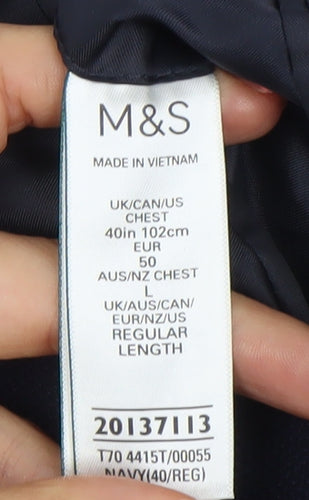 M&S
MADE IN VIETNAM
UK/CAN/US
CHEST
40in 102cm
EUR
50
AUS/NZ CHEST
L
UK/AUS/CAN/
EUR/NZ/US
REGULAR
LENGTH
20137113
T70 4415T/00055
NAVY(40/REG)